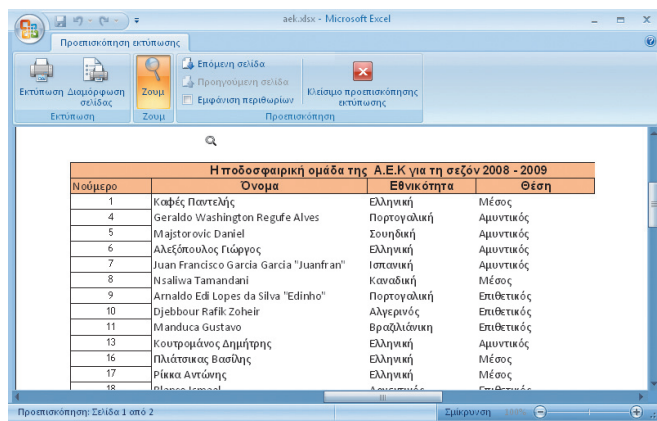 aek.xlsx - Microsoft Excel
Προεπισκόπηση εκτύπωσης
Εκτύπωση Διαμόρφωση σελίδας
Εκτύπωση
Ζουμ
Ζουμ
Επόμενη σελίδα
Προηγούμενη σελίδα
Εμφάνιση περιθωρίων
Κλείσιμο προεπισκόπησης εκτύπωσης
Προεπισκόπηση
Η ποδοσφαιρική ομάδα της Α.Ε.Κ για τη σεζόν 2008 - 2009
Νούμερο Όνομα Εθνικότητα Θέση
1 Καφές Παντελής Ελληνική Μέσος
4 Geraldo Washington Regufe Alves Πορτογαλική Αμυντικός
5 Majstorovic Daniel Σουηδική Αμυντικός
6 Αλεξόπουλος Γιώργος Ελληνική Αμυντικός
7 Juan Francisco Garcia Garcia "Juanfran" Ισπανική Αμυντικός
8 Nsaliwa Tamandani Καναδική Μέσος
9 Arnaldo Edi Lopes da Silva "Edinho" Πορτογαλική Επιθετικός
10 Djebbour Rafik Zoheir Αλγερινός Επιθετικός
11 Manduca Gustavo Βραζιλιάνικη Επιθετικός
13 Κουτρομάνος Δημήτρης Ελληνική Αμυντικός
16 Πλιάτσικας Βασίλης Ελληνική Μέσος
17 Ρίκκα Αντώνης Ελληνική Μέσος
18 Blanco Ismael
Προεπισκόπηση: Σελίδα 1 από 2 Σμίκρυνση